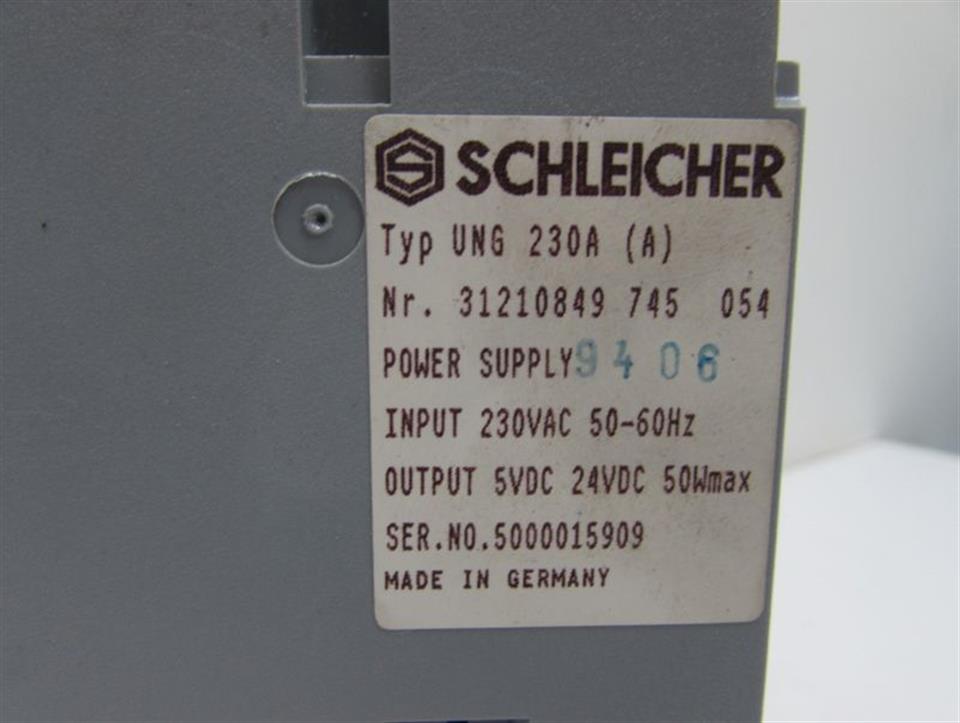 SCHLEICHER
Typ UNG 230A (A)
Nr. 31210849 745 054
POWER SUPPLY 9406
INPUT 230VAC 50-60Hz
OUTPUT 5VDC 24VDC 50Wmax
SER.NO.5000015909
MADE IN GERMANY